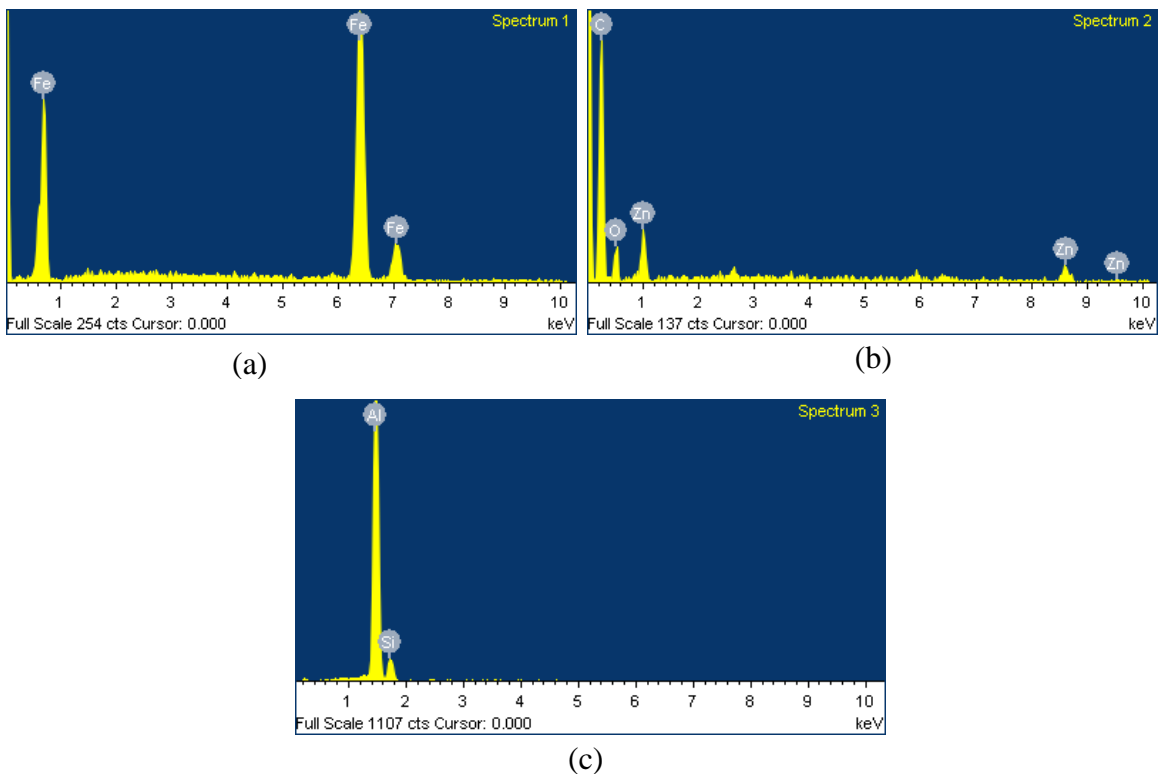 Spectrum 1
Fe
Fe
Fe
1 2 3 4 5 6 7 8 9 10
Full Scale 254 cts Cursor: 0.000 keV
(a)
Spectrum 2
C
O
Zn
Zn
Zn
1 2 3 4 5 6 7 8 9 10
Full Scale 137 cts Cursor: 0.000 keV
(b)
Spectrum 3
Al
Si
1 2 3 4 5 6 7 8 9 10
Full Scale 1107 cts Cursor: 0.000 keV
(c)